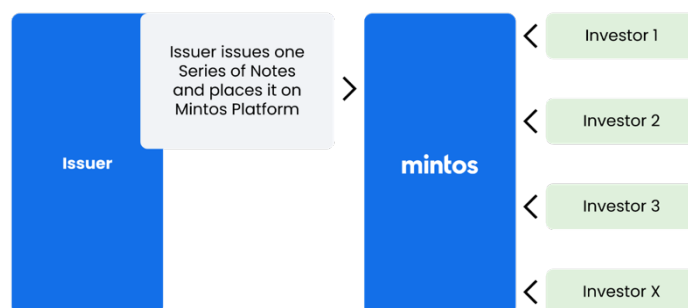 Issuer issues one
Series of Notes
and places it on
Mintos Platform
Issuer
mintos
Investor 1
Investor 2
Investor 3
Investor X